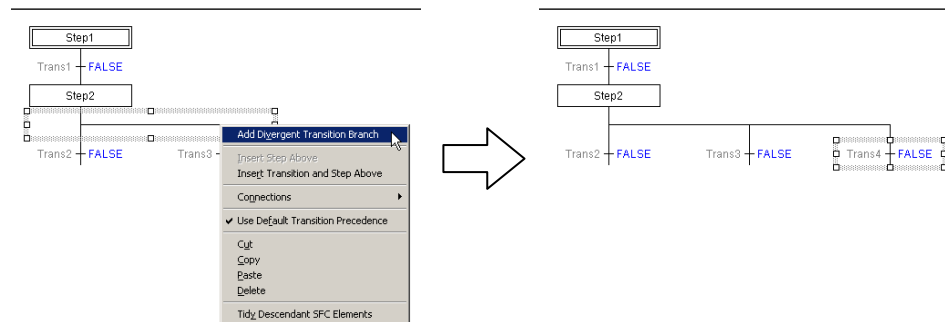 Step1
Trans1 FALSE
Step2
Trans2 FALSE
Trans3
Add Divergent Transition Branch
Insert Step Above
Insert Transition and Step Above
Connections
Use Default Transition Precedence
Cut
Copy
Paste
Delete
Tidy Descendant SFC Elements
Step1
Trans1 FALSE
Step2
Trans2 FALSE
Trans3 FALSE
Trans4 FALSE